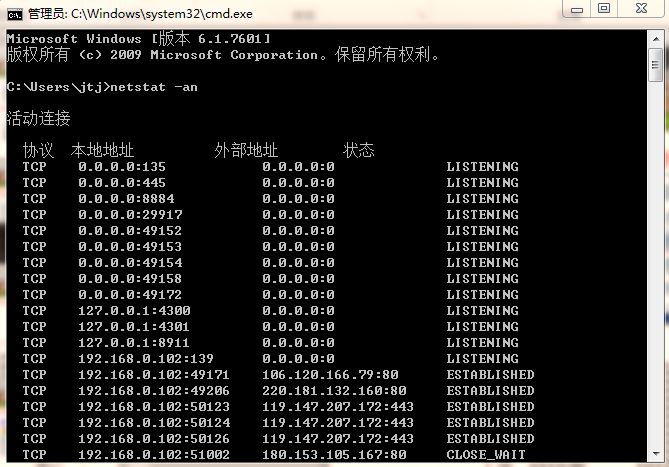 管理员: C:\Windows\system32\cmd.exe
Microsoft Windows [版本 6.1.7601]
版权所有 (c) 2009 Microsoft Corporation。保留所有权利。
C:\Users\jtj>netstat -an
活动连接
协议 本地地址 外部地址 状态
TCP 0.0.0.0:135 0.0.0.0:0 LISTENING
TCP 0.0.0.0:445 0.0.0.0:0 LISTENING
TCP 0.0.0.0:8884 0.0.0.0:0 LISTENING
TCP 0.0.0.0:29917 0.0.0.0:0 LISTENING
TCP 0.0.0.0:49152 0.0.0.0:0 LISTENING
TCP 0.0.0.0:49153 0.0.0.0:0 LISTENING
TCP 0.0.0.0:49154 0.0.0.0:0 LISTENING
TCP 0.0.0.0:49158 0.0.0.0:0 LISTENING
TCP 0.0.0.0:49172 0.0.0.0:0 LISTENING
TCP 127.0.0.1:4300 0.0.0.0:0 LISTENING
TCP 127.0.0.1:4301 0.0.0.0:0 LISTENING
TCP 127.0.0.1:8911 0.0.0.0:0 LISTENING
TCP 192.168.0.102:139 0.0.0.0:0 LISTENING
TCP 192.168.0.102:49171 106.120.166.79:80 ESTABLISHED
TCP 192.168.0.102:49206 220.181.132.160:80 ESTABLISHED
TCP 192.168.0.102:50123 119.147.207.172:443 ESTABLISHED
TCP 192.168.0.102:50124 119.147.207.172:443 ESTABLISHED
TCP 192.168.0.102:50126 119.147.207.172:443 ESTABLISHED
TCP 192.168.0.102:51002 180.153.105.167:80 CLOSE_WAIT